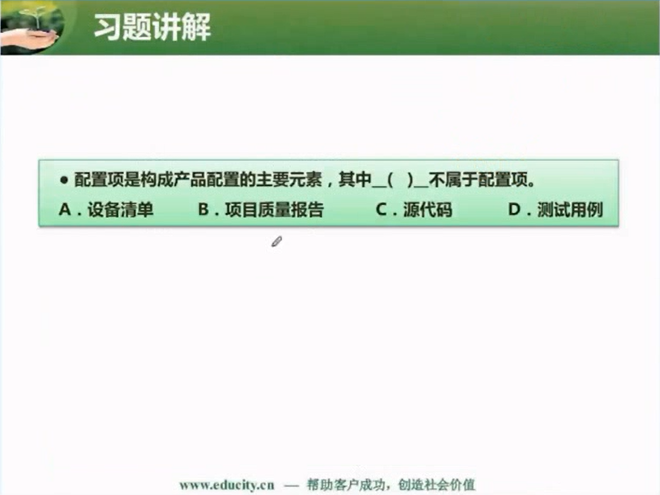 习题讲解
●配置项是构成产品配置的主要元素，其中__( )__不属于配置项。
A．设备清单 B．项目质量报告 C．源代码 D．测试用例
www.educity.cn — 帮助客户成功，创造社会价值